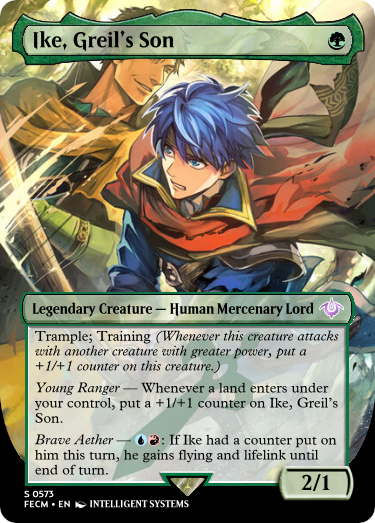 Ike, Greil's Son
Legendary Creature — Human Mercenary Lord
Trample; Training (Whenever this creature attacks
with another creature with greater power, put a
+1/+1 counter on this creature.)
Young Ranger — Whenever a land enters under
your control, put a +1/+1 counter on Ike, Greil's
Son.
Brave Aether — : If Ike had a counter put on
him this turn, he gains flying and lifelink until
end of turn.
2/1
S 0573
FECM • EN INTELLIGENT SYSTEMS